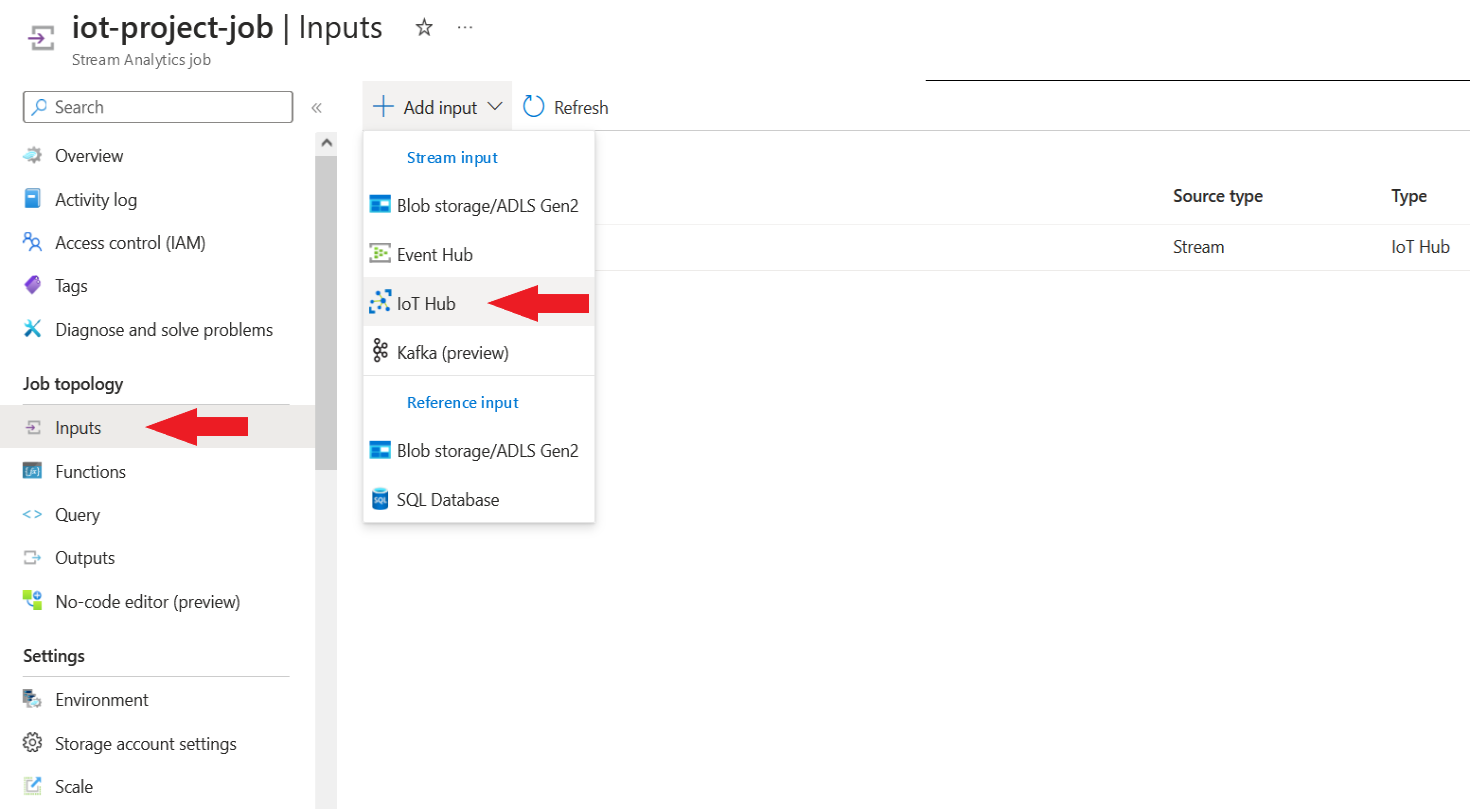 iot-project-job | Inputs
Stream Analytics job
Search
Overview
Activity log
Access control (IAM)
Tags
Diagnose and solve problems
Job topology
Inputs
Functions
Query
Outputs
No-code editor (preview)
Settings
Environment
Storage account settings
Scale
Add input
Refresh
Stream input
Blob storage/ADLS Gen2
Event Hub
IoT Hub
Kafka (preview)
Reference input
Blob storage/ADLS Gen2
SQL Database
Source type Type
Stream IoT Hub